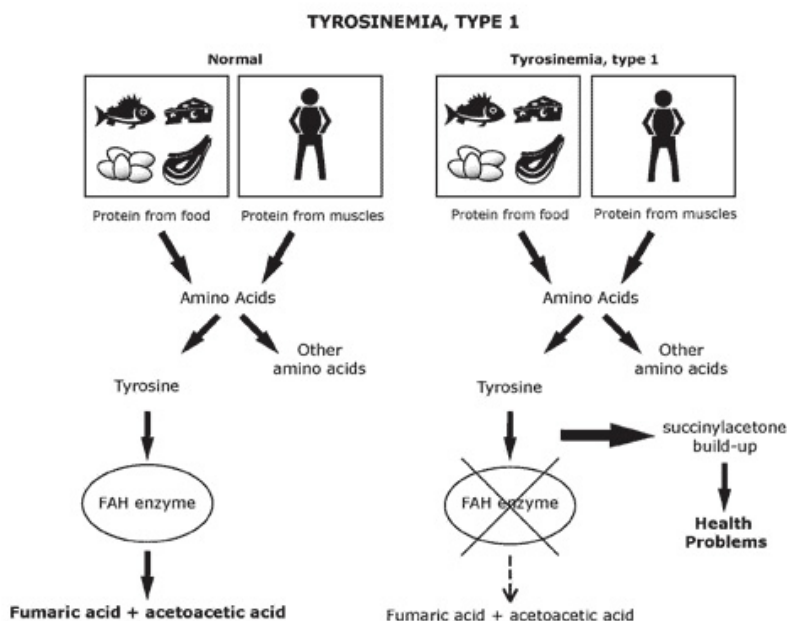 TYROSINEMIA, TYPE 1
Normal
Protein from food
Protein from muscles
Amino Acids
Other
amino acids
Tyrosine
FAH enzyme
Fumaric acid + acetoacetic acid
Tyrosinemia, type 1
Protein from food
Protein from muscles
Amino Acids
Other
amino acids
Tyrosine
succinylacetone
build-up
FAH enzyme
Health
Problems
Fumaric acid + acetoacetic acid